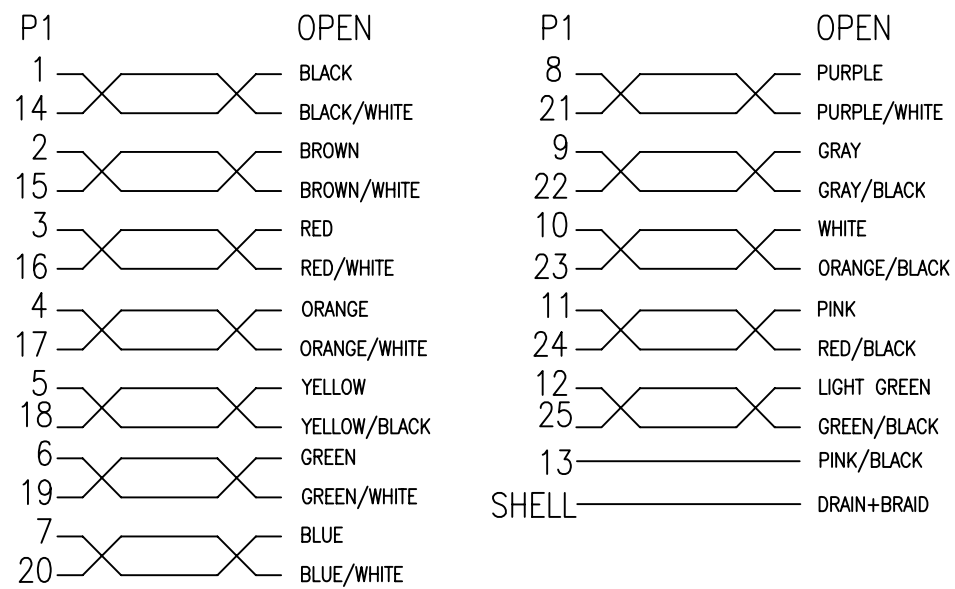 P1 OPEN
1 BLACK
14 BLACK/WHITE
2 BROWN
15 BROWN/WHITE
3 RED
16 RED/WHITE
4 ORANGE
17 ORANGE/WHITE
5 YELLOW
18 YELLOW/BLACK
6 GREEN
19 GREEN/WHITE
7 BLUE
20 BLUE/WHITE
P1 OPEN
8 PURPLE
21 PURPLE/WHITE
9 GRAY
22 GRAY/BLACK
10 WHITE
23 ORANGE/BLACK
11 PINK
24 RED/BLACK
12 LIGHT GREEN
25 GREEN/BLACK
13 PINK/BLACK
SHELL DRAIN+BRAID